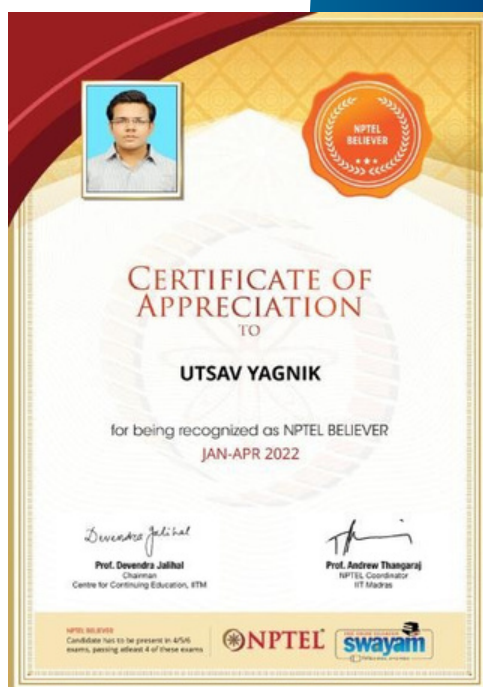 NPTEL
BELIEVER
CERTIFICATE OF
APPRECIATION
TO
UTSAV YAGNIK
for being recognized as NPTEL BELIEVER
JAN-APR 2022
Devendra Jalihal
Prof. Devendra Jalihal
Chairman
Centre for Continuing Education, IITM
Prof. Andrew Thangaraj
NPTEL Coordinator
IIT Madras
NPTEL BELIEVER
Candidate has to be present in 4/5/6
exams, passing atleast 4 of these exams
NPTEL
swayam